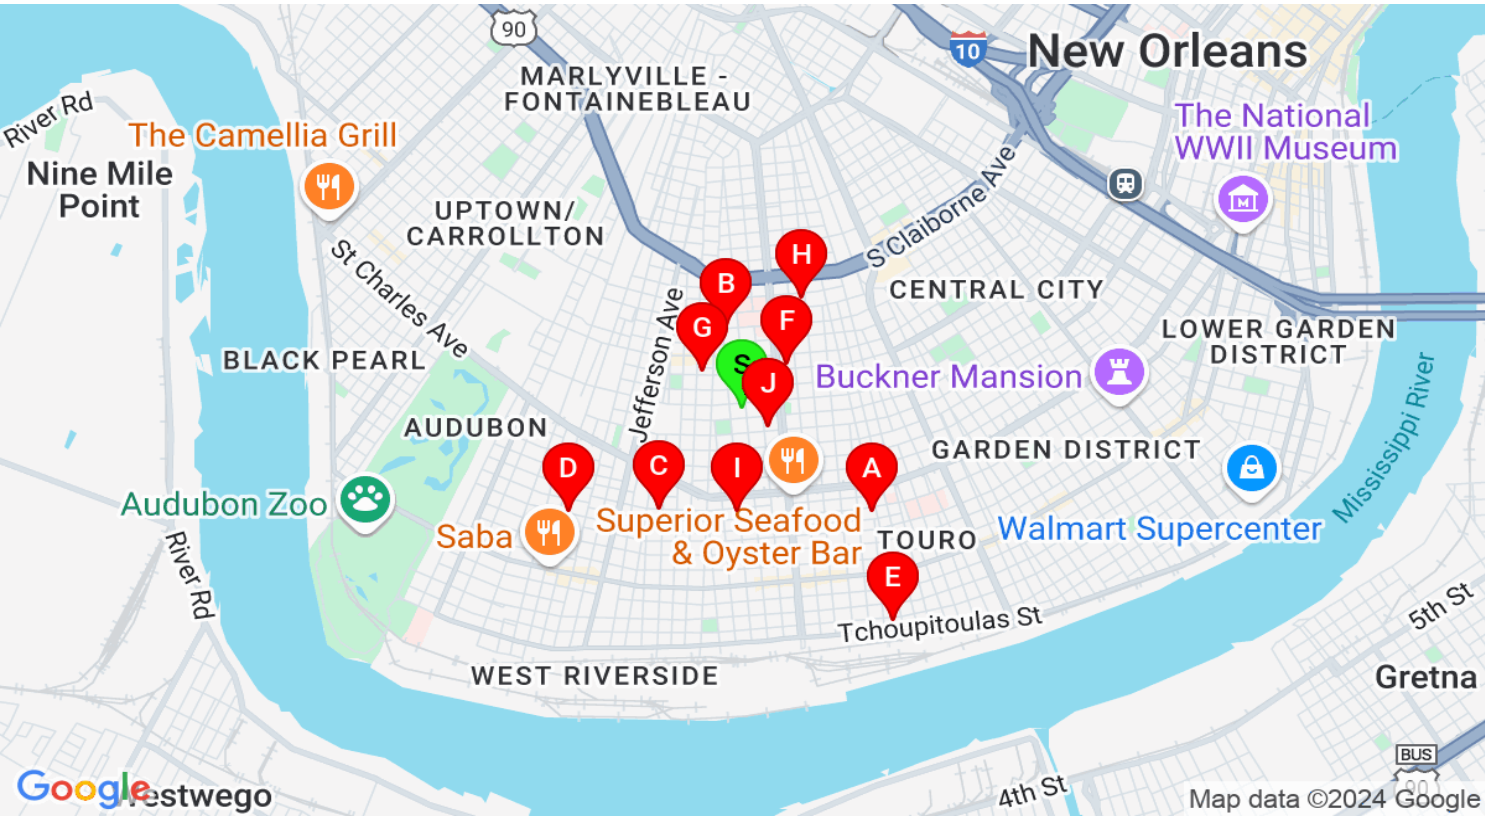 90
10
New Orleans
MARLYVILLE -
FONTAINEBLEAU
River Rd
The Camellia Grill
The National
WWII Museum
Nine Mile
Point
S Claiborne Ave
UPTOWN/
CARROLLTON
St Charles Ave
H
B
CENTRAL CITY
Jefferson Ave
G
F
LOWER GARDEN
DISTRICT
BLACK PEARL
S
J
Buckner Mansion
Mississippi River
AUDUBON
GARDEN DISTRICT
D
C
I
A
Audubon Zoo
Saba
Superior Seafood
& Oyster Bar
TOURO
Walmart Supercenter
River Rd
E
Tchoupitoulas St
5th St
WEST RIVERSIDE
Gretna
BUS
90
Google
estwego
4th St
Map data ©2024 Google